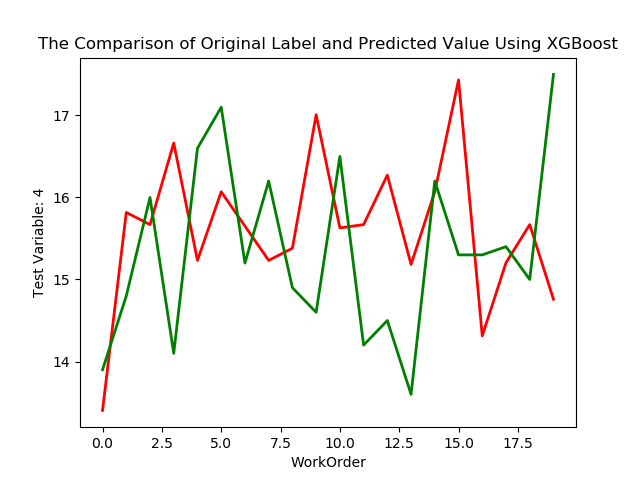 The Comparison of Original Label and Predicted Value Using XGBoost
17
16
15
14
Test Variable: 4
0.0 2.5 5.0 7.5 10.0 12.5 15.0 17.5
WorkOrder